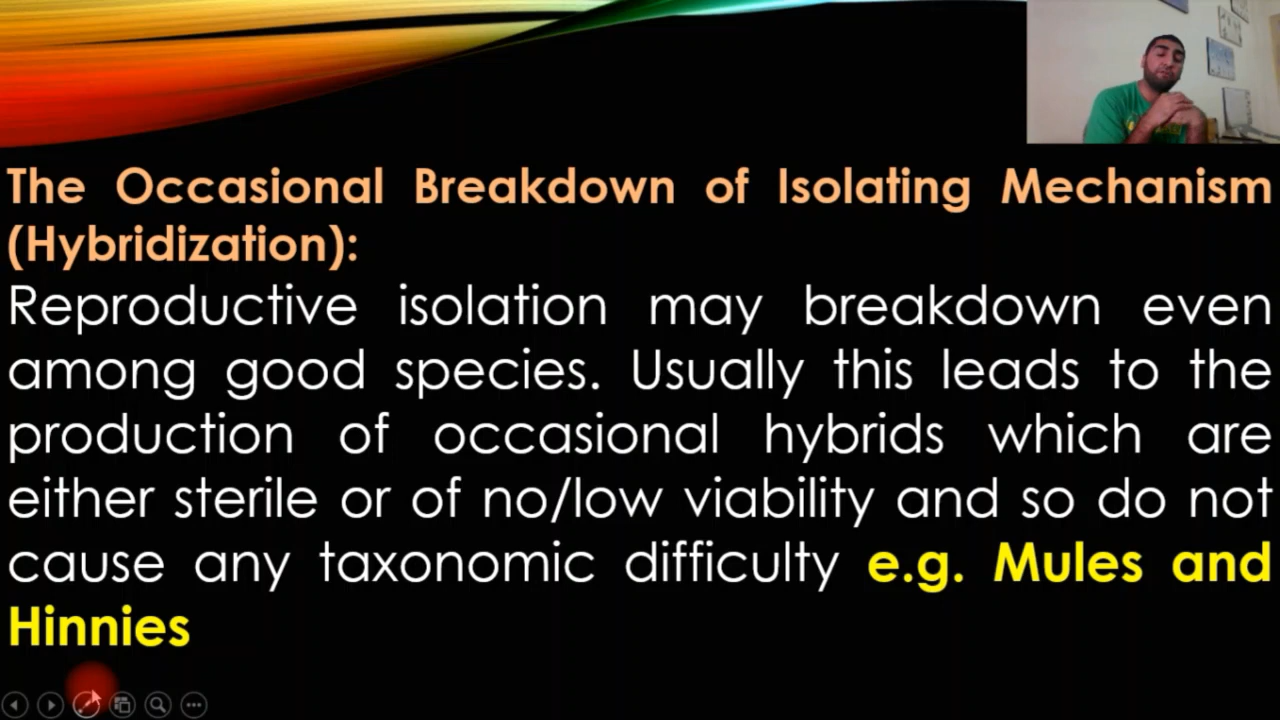 The Occasional Breakdown of Isolating Mechanism
(Hybridization):
Reproductive isolation may breakdown even
among good species. Usually this leads to the
production of occasional hybrids which are
either sterile or of no/low viability and so do not
cause any taxonomic difficulty e.g. Mules and
Hinnies